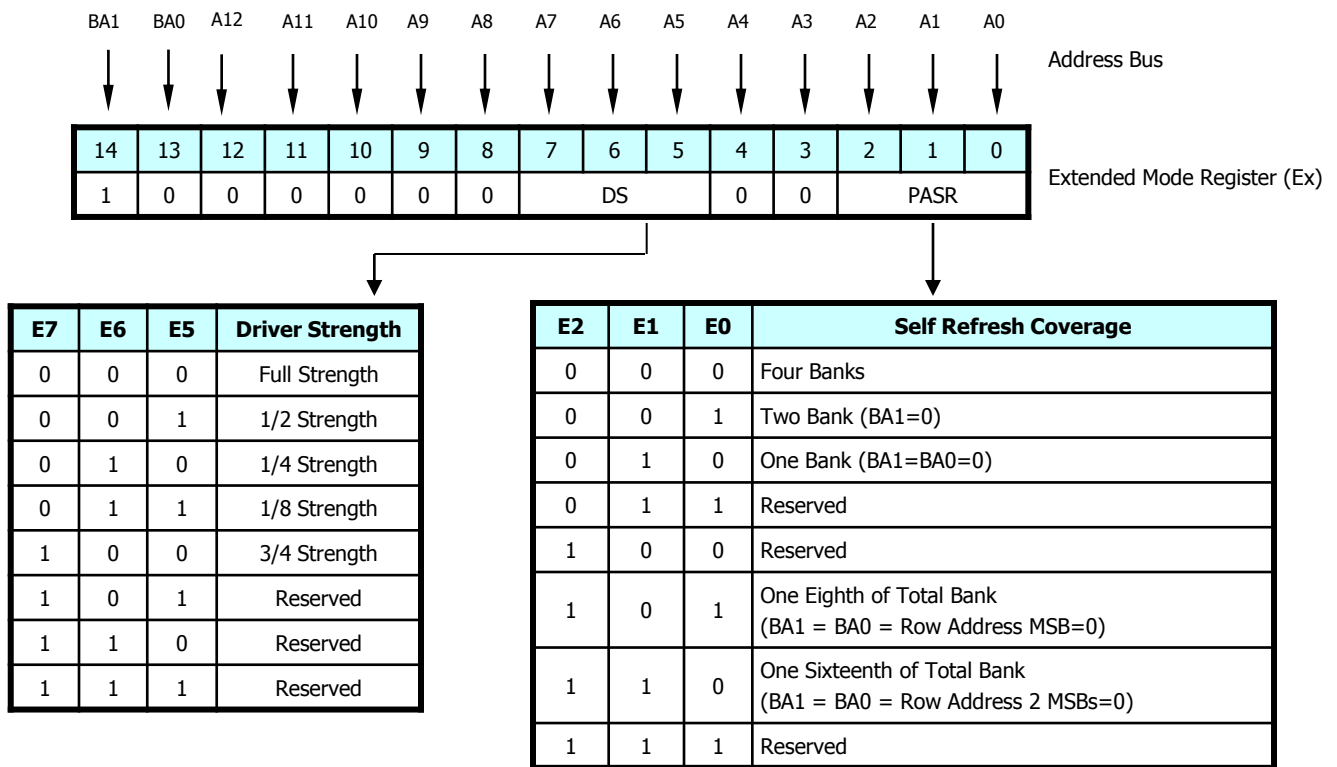 BA1 BA0 A12 A11 A10 A9 A8 A7 A6 A5 A4 A3 A2 A1 A0
Address Bus
14 13 12 11 10 9 8 7 6 5 4 3 2 1 0
1 0 0 0 0 0 0 DS 0 0 PASR
Extended Mode Register (Ex)
E7 E6 E5 Driver Strength
0 0 0 Full Strength
0 0 1 1/2 Strength
0 1 0 1/4 Strength
0 1 1 1/8 Strength
1 0 0 3/4 Strength
1 0 1 Reserved
1 1 0 Reserved
1 1 1 Reserved
E2 E1 E0 Self Refresh Coverage
0 0 0 Four Banks
0 0 1 Two Bank (BA1=0)
0 1 0 One Bank (BA1=BA0=0)
0 1 1 Reserved
1 0 0 Reserved
1 0 1 One Eighth of Total Bank
(BA1 = BA0 = Row Address MSB=0)
1 1 0 One Sixteenth of Total Bank
(BA1 = BA0 = Row Address 2 MSBs=0)
1 1 1 Reserved